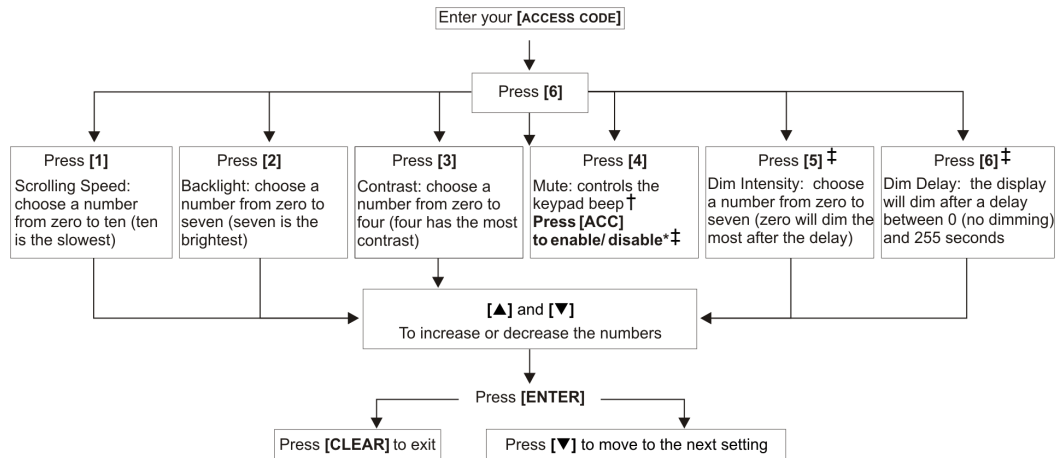 Enter your [ACCESS CODE]
Press [6]
Press [1]
Scrolling Speed:
choose a number
from zero to ten (ten
is the slowest)
Press [2]
Backlight: choose a
number from zero to
seven (seven is the
brightest)
Press [3]
Contrast: choose a
number from zero to
four (four has the most
contrast)
Press [4]
Mute: controls the
keypad beep†
Press [ACC]
to enable/ disable*‡
Press [5]‡
Dim Intensity: choose
a number from zero to
seven (zero will dim the
most after the delay)
Press [6]‡
Dim Delay: the display
will dim after a delay
between 0 (no dimming)
and 255 seconds
[▲] and [▼]
To increase or decrease the numbers
Press [ENTER]
Press [CLEAR] to exit
Press [▼] to move to the next setting